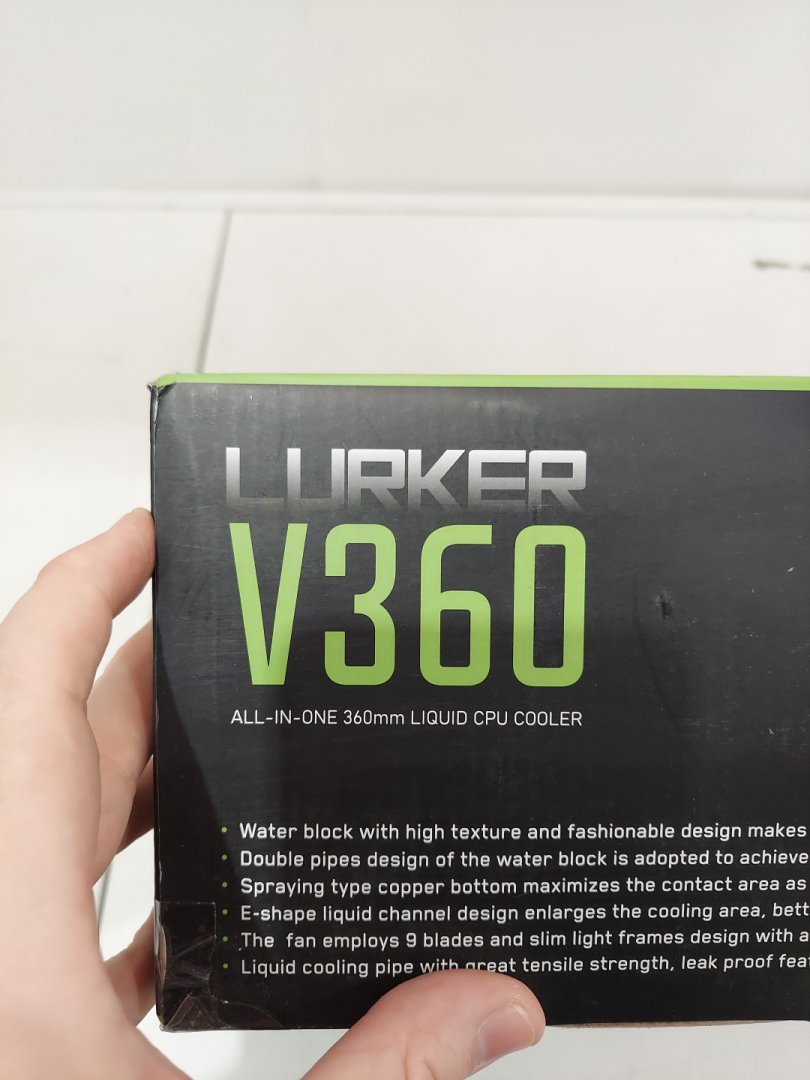 LURKER
V360
ALL-IN-ONE 360mm LIQUID CPU COOLER
• Water block with high texture and fashionable design makes
• Double pipes design of the water block is adopted to achieve
• Spraying type copper bottom maximizes the contact area as
• E-shape liquid channel design enlarges the cooling area, bett
• The fan employs 9 blades and slim light frames design with a
• Liquid cooling pipe with great tensile strength, leak proof fea